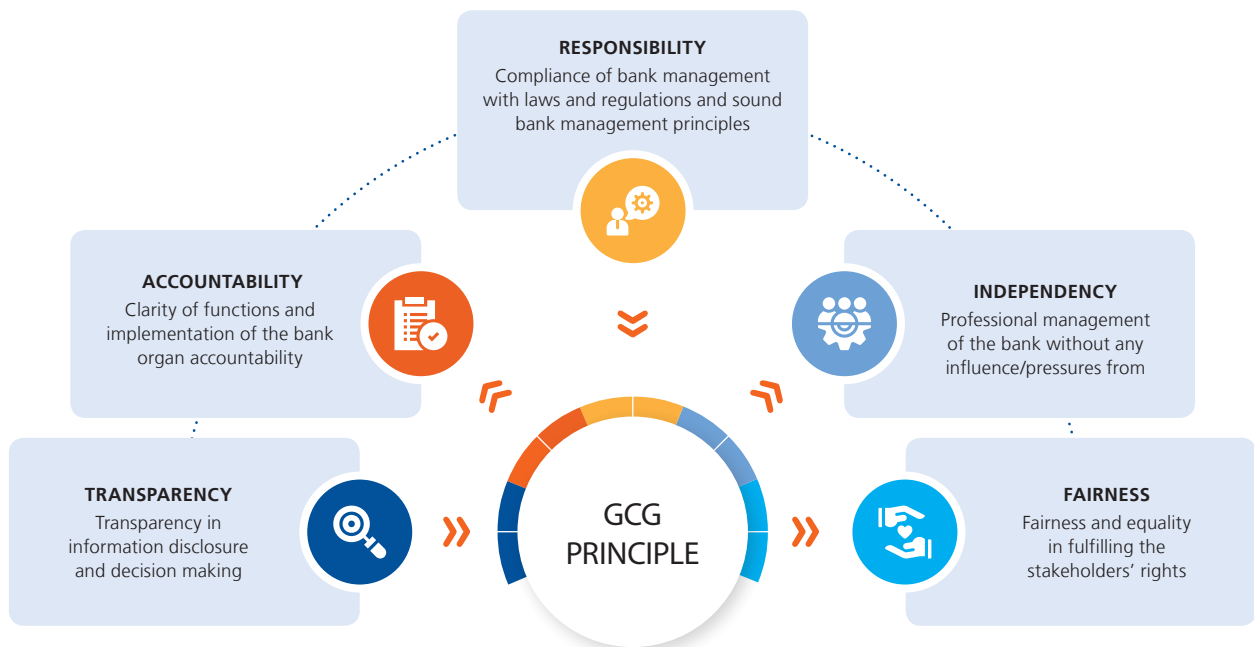 RESPONSIBILITY
Compliance of bank management
with laws and regulations and sound
bank management principles
ACCOUNTABILITY
Clarity of functions and
implementation of the bank
organ accountability
INDEPENDENCY
Professional management
of the bank without any
influence/pressures from
TRANSPARENCY
Transparency in
information disclosure
and decision making
GCG
PRINCIPLE
FAIRNESS
Fairness and equality
in fulfilling the
stakeholders’ rights